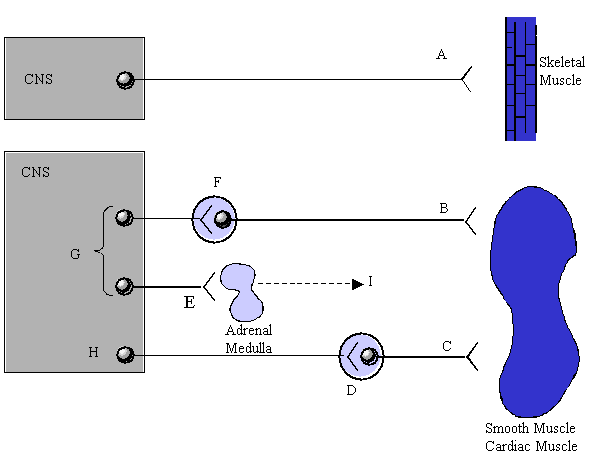 A
CNS
Skeletal
Muscle
CNS
F
B
G
I
E
Adrenal
Medulla
H
C
D
Smooth Muscle
Cardiac Muscle